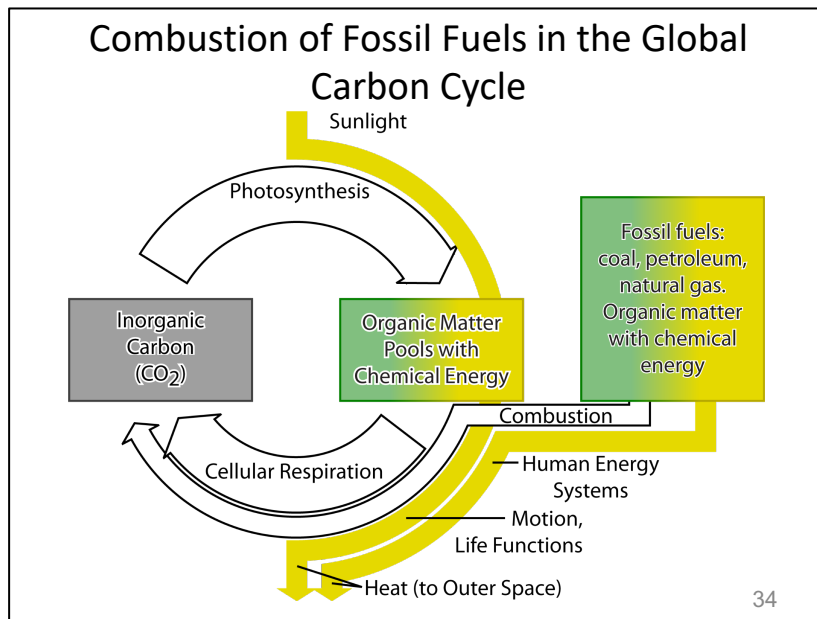 Combustion of Fossil Fuels in the Global
Carbon Cycle
Sunlight
Photosynthesis
Fossil fuels:
coal, petroleum,
natural gas.
Organic matter
with chemical
energy
Inorganic
Carbon
(CO2)
Organic Matter
Pools with
Chemical Energy
Combustion
Cellular Respiration
Human Energy
Systems
Motion,
Life Functions
Heat (to Outer Space)
34